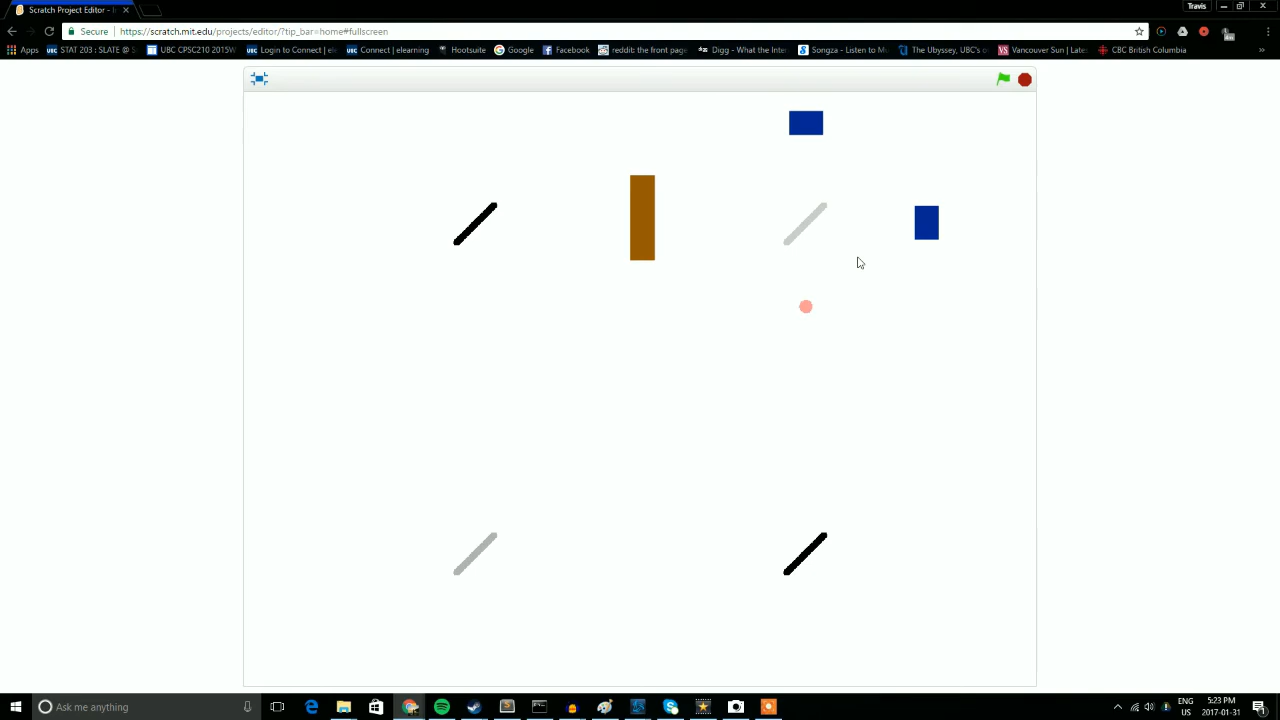 Scratch Project Editor - I
Travis
Secure
https://scratch.mit.edu/projects/editor/?tip_bar=home#fullscreen
Apps STAT 203 : SLATE @ UBC CPSC210 2015W Login to Connect | ele Connect | elearning Hootsuite Google Facebook reddit: the front page Digg - What the Inter Songza - Listen to Mu The Ubyssey, UBC's o Vancouver Sun | Lates CBC British Columbia »
Ask me anything
ENG 5:23 PM
US 2017-01-31